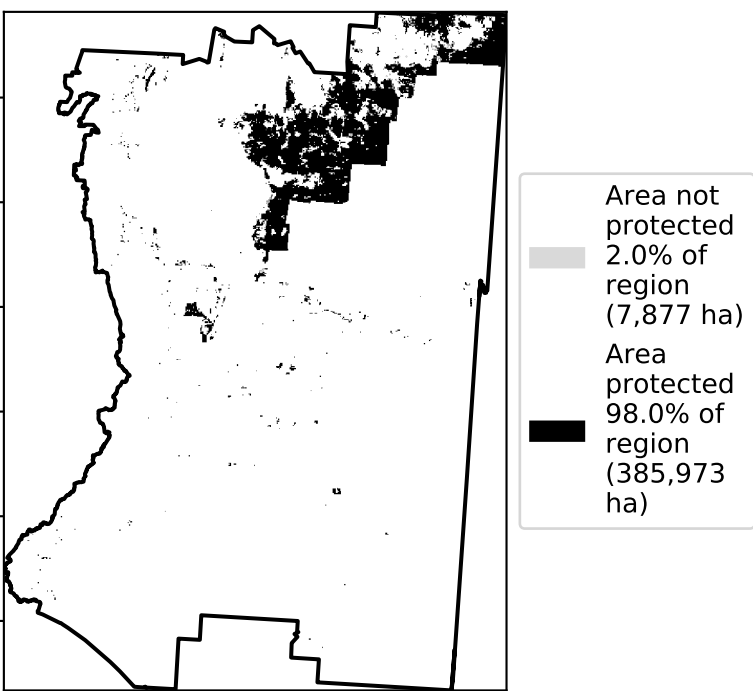 Area not
protected
2.0% of
region
(7,877 ha)
Area
protected
98.0% of
region
(385,973
ha)